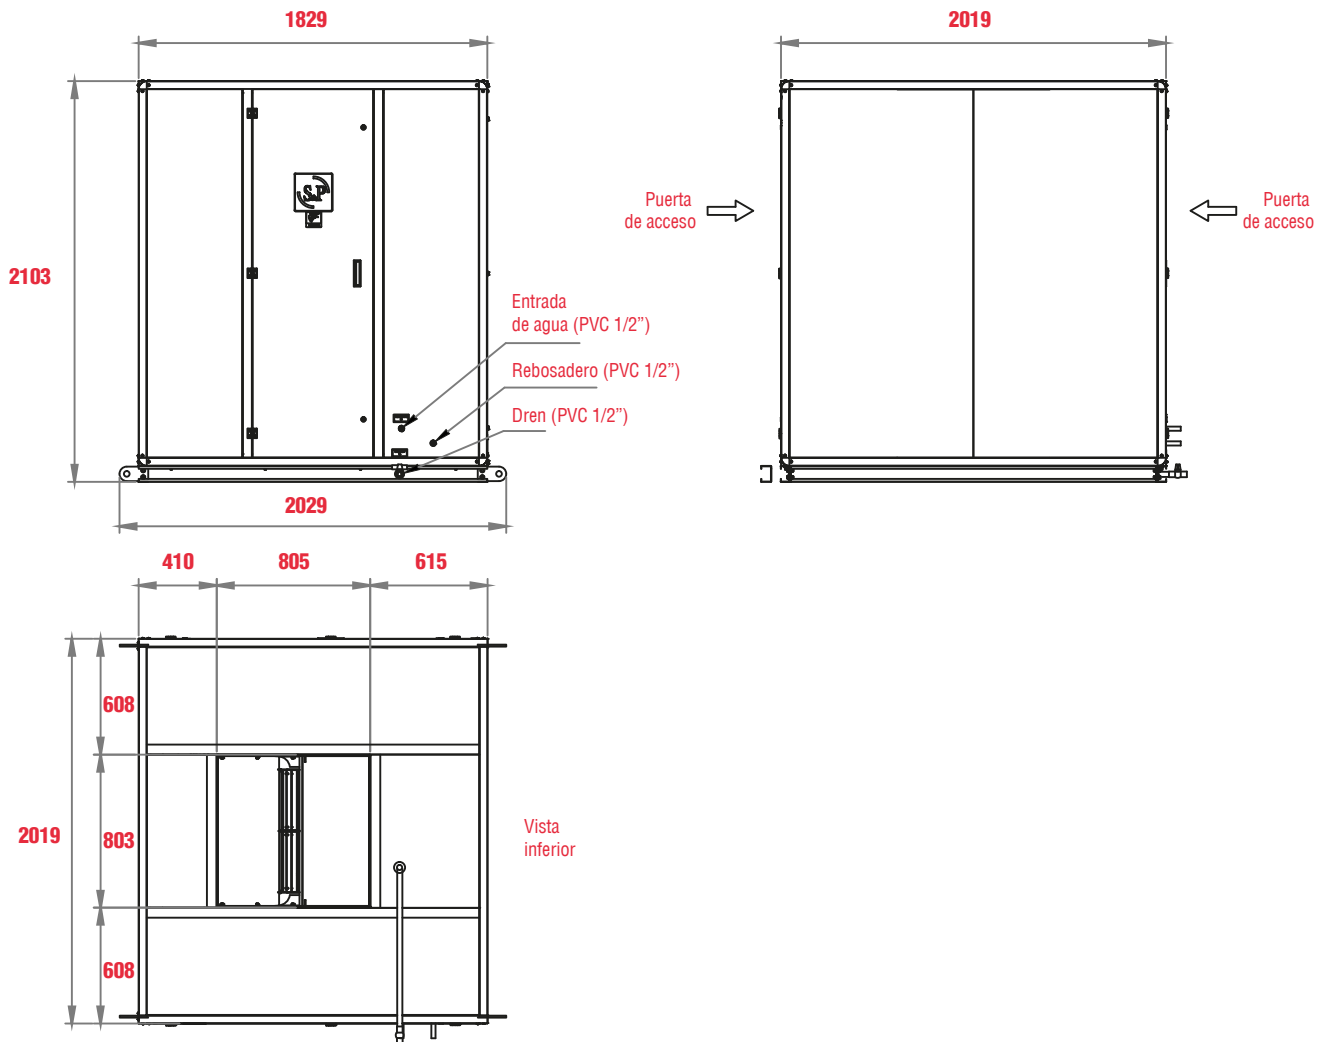 1829
2019
Puerta
de acceso
Puerta
de acceso
2103
Entrada
de agua (PVC 1/2”)
Rebosadero (PVC 1/2”)
Dren (PVC 1/2”)
S&P
2029
410
805
615
608
2019
803
608
Vista
inferior